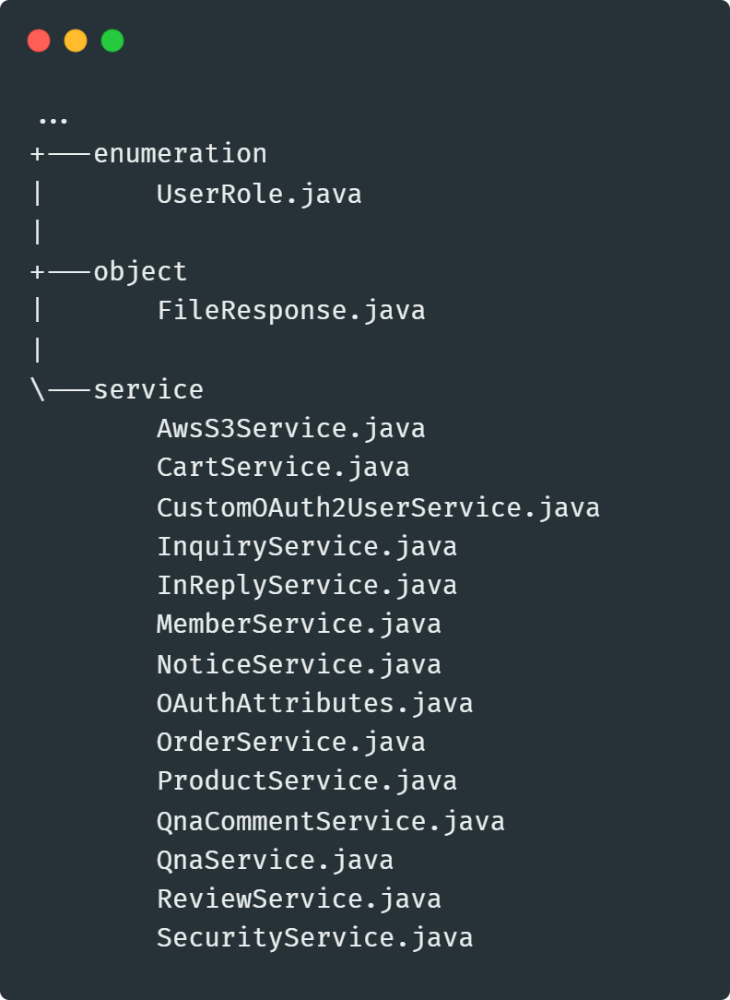 ...
+---enumeration
|       UserRole.java
|
+---object
|       FileResponse.java
|
\---service
        AwsS3Service.java
        CartService.java
        CustomOAuth2UserService.java
        InquiryService.java
        InReplyService.java
        MemberService.java
        NoticeService.java
        OAuthAttributes.java
        OrderService.java
        ProductService.java
        QnaCommentService.java
        QnaService.java
        ReviewService.java
        SecurityService.java